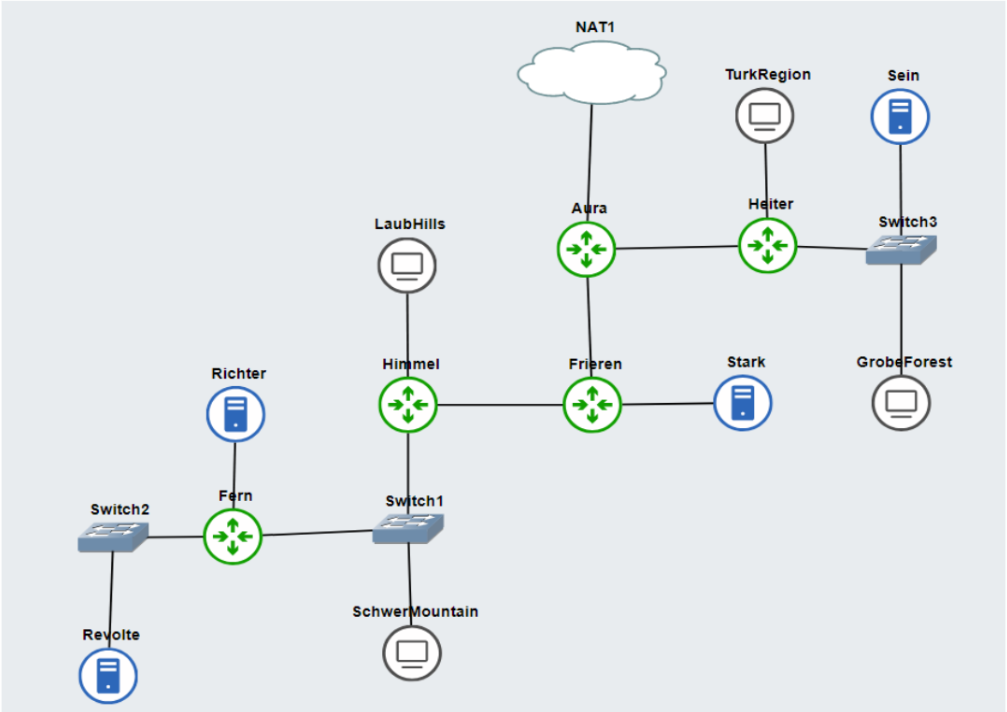 NAT1
TurkRegion
Sein
Aura
Heiter
Switch3
LaubHills
Himmel
Frieren
Stark
GrobeForest
Richter
Fern
Switch1
Switch2
SchwerMountain
Revolte